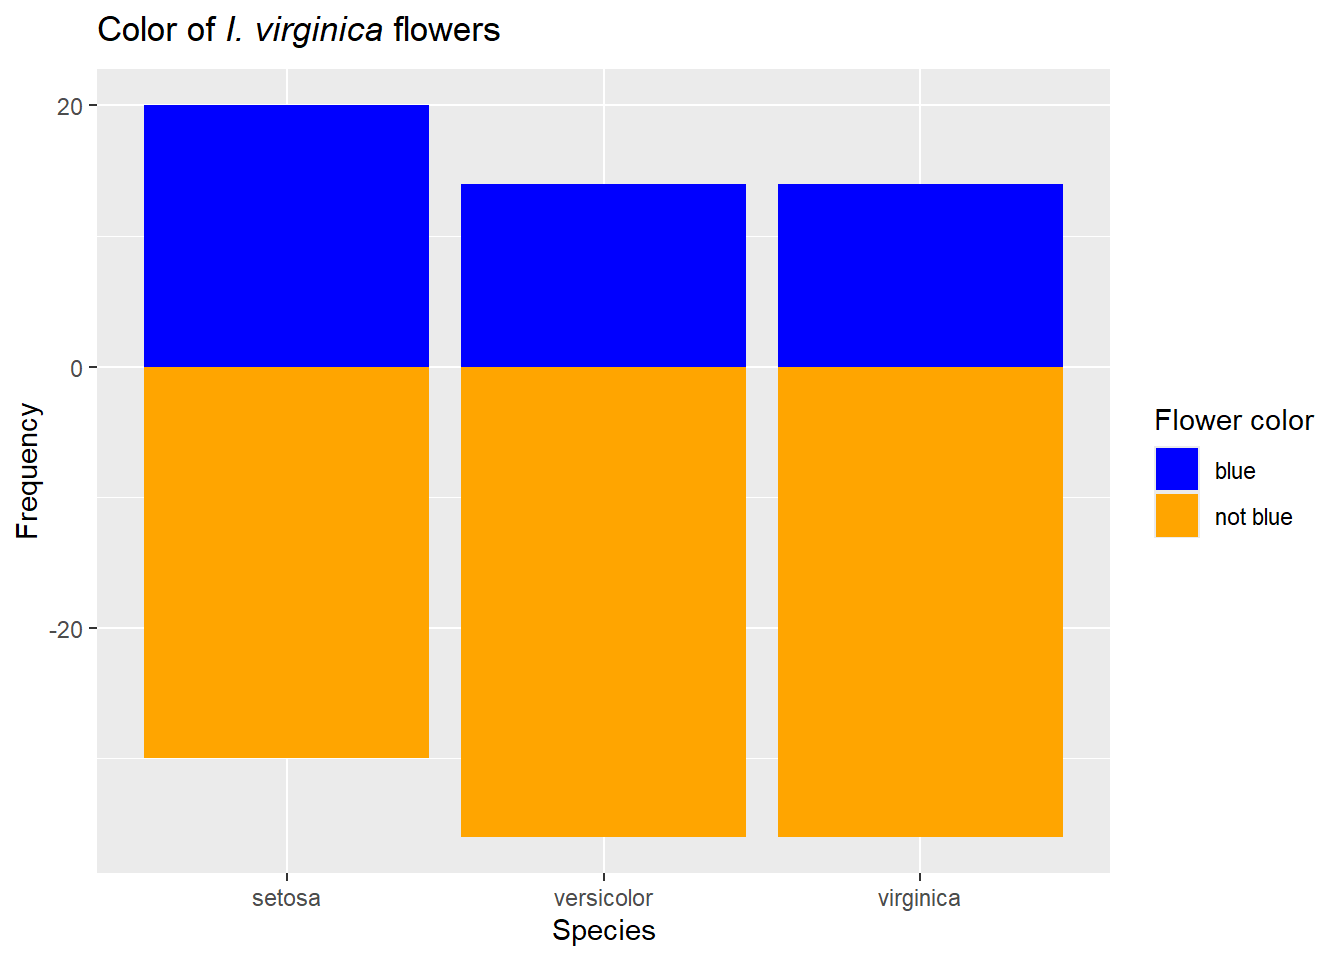 Color of I. virginica flowers
20
0
-20
Frequency
setosa
versicolor
virginica
Species
Flower color
blue
not blue